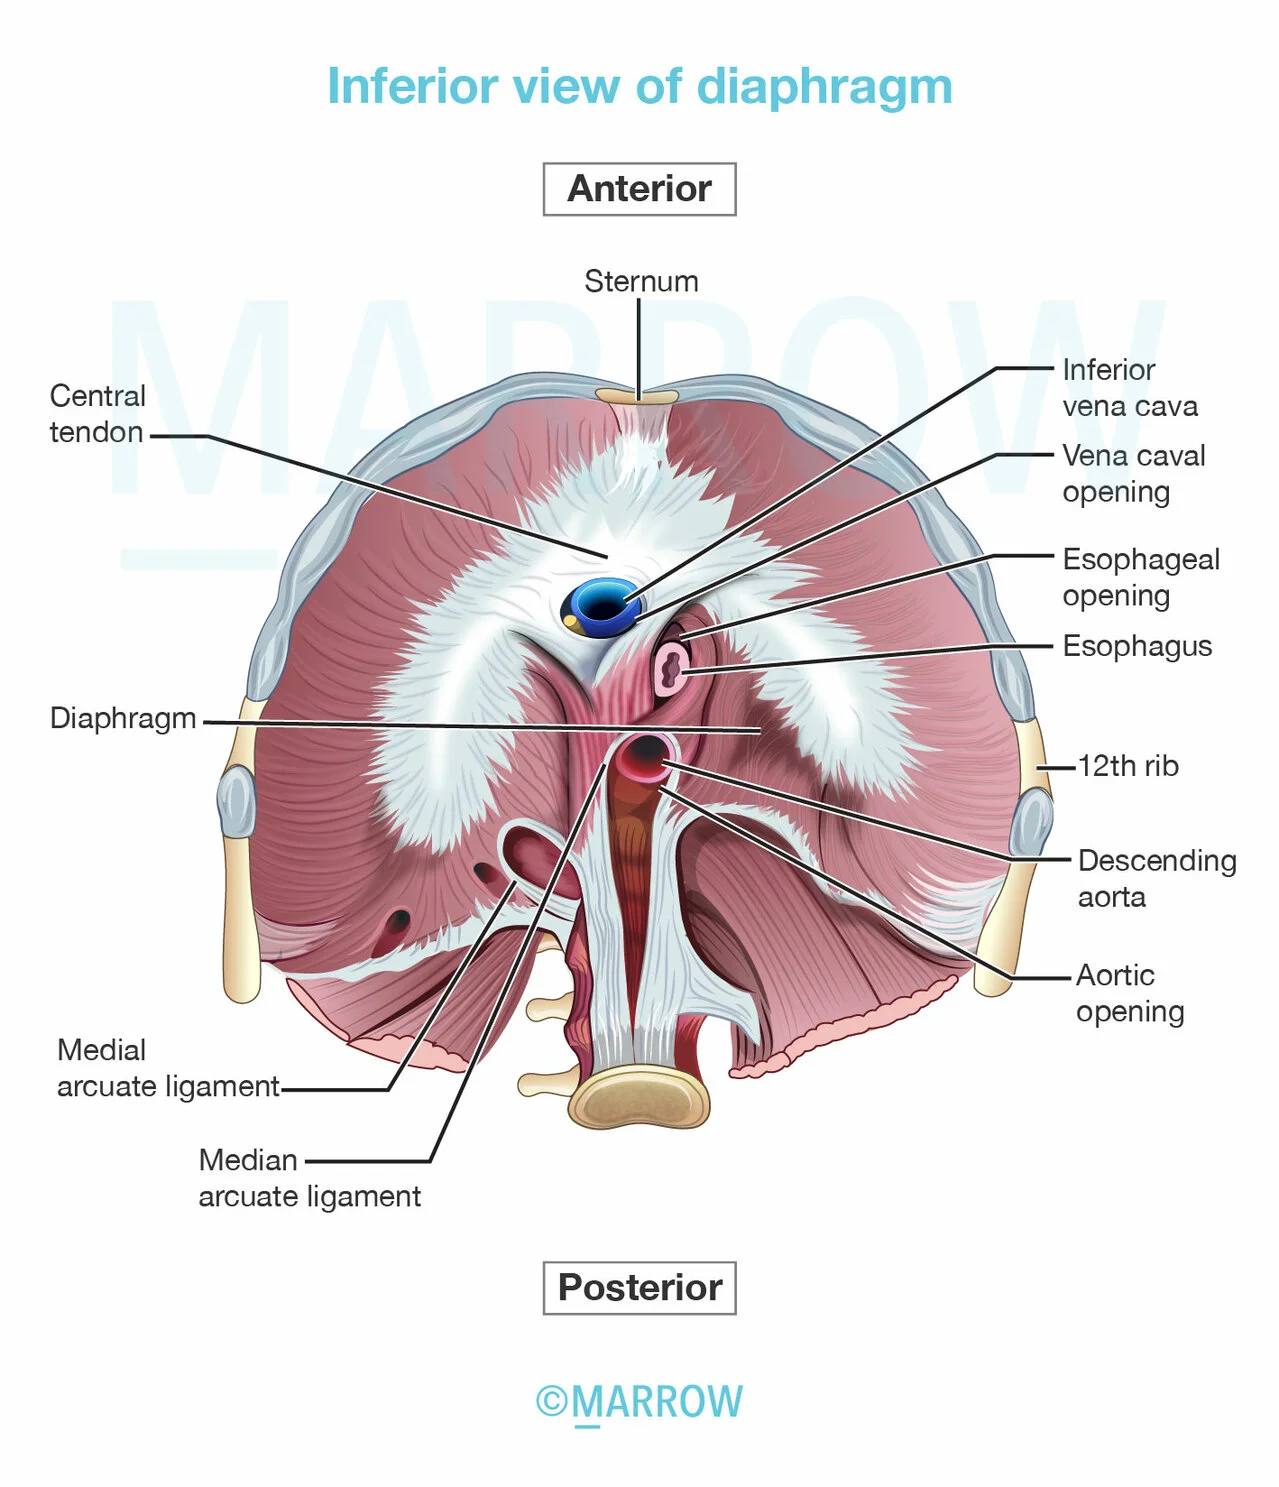 Inferior view of diaphragm
Anterior
MARROW
Sternum
Central
tendon
Inferior
vena cava
Vena caval
opening
Esophageal
opening
Esophagus
Diaphragm
12th rib
Descending
aorta
Aortic
opening
Medial
arcuate ligament
Median
arcuate ligament
Posterior
©MARROW